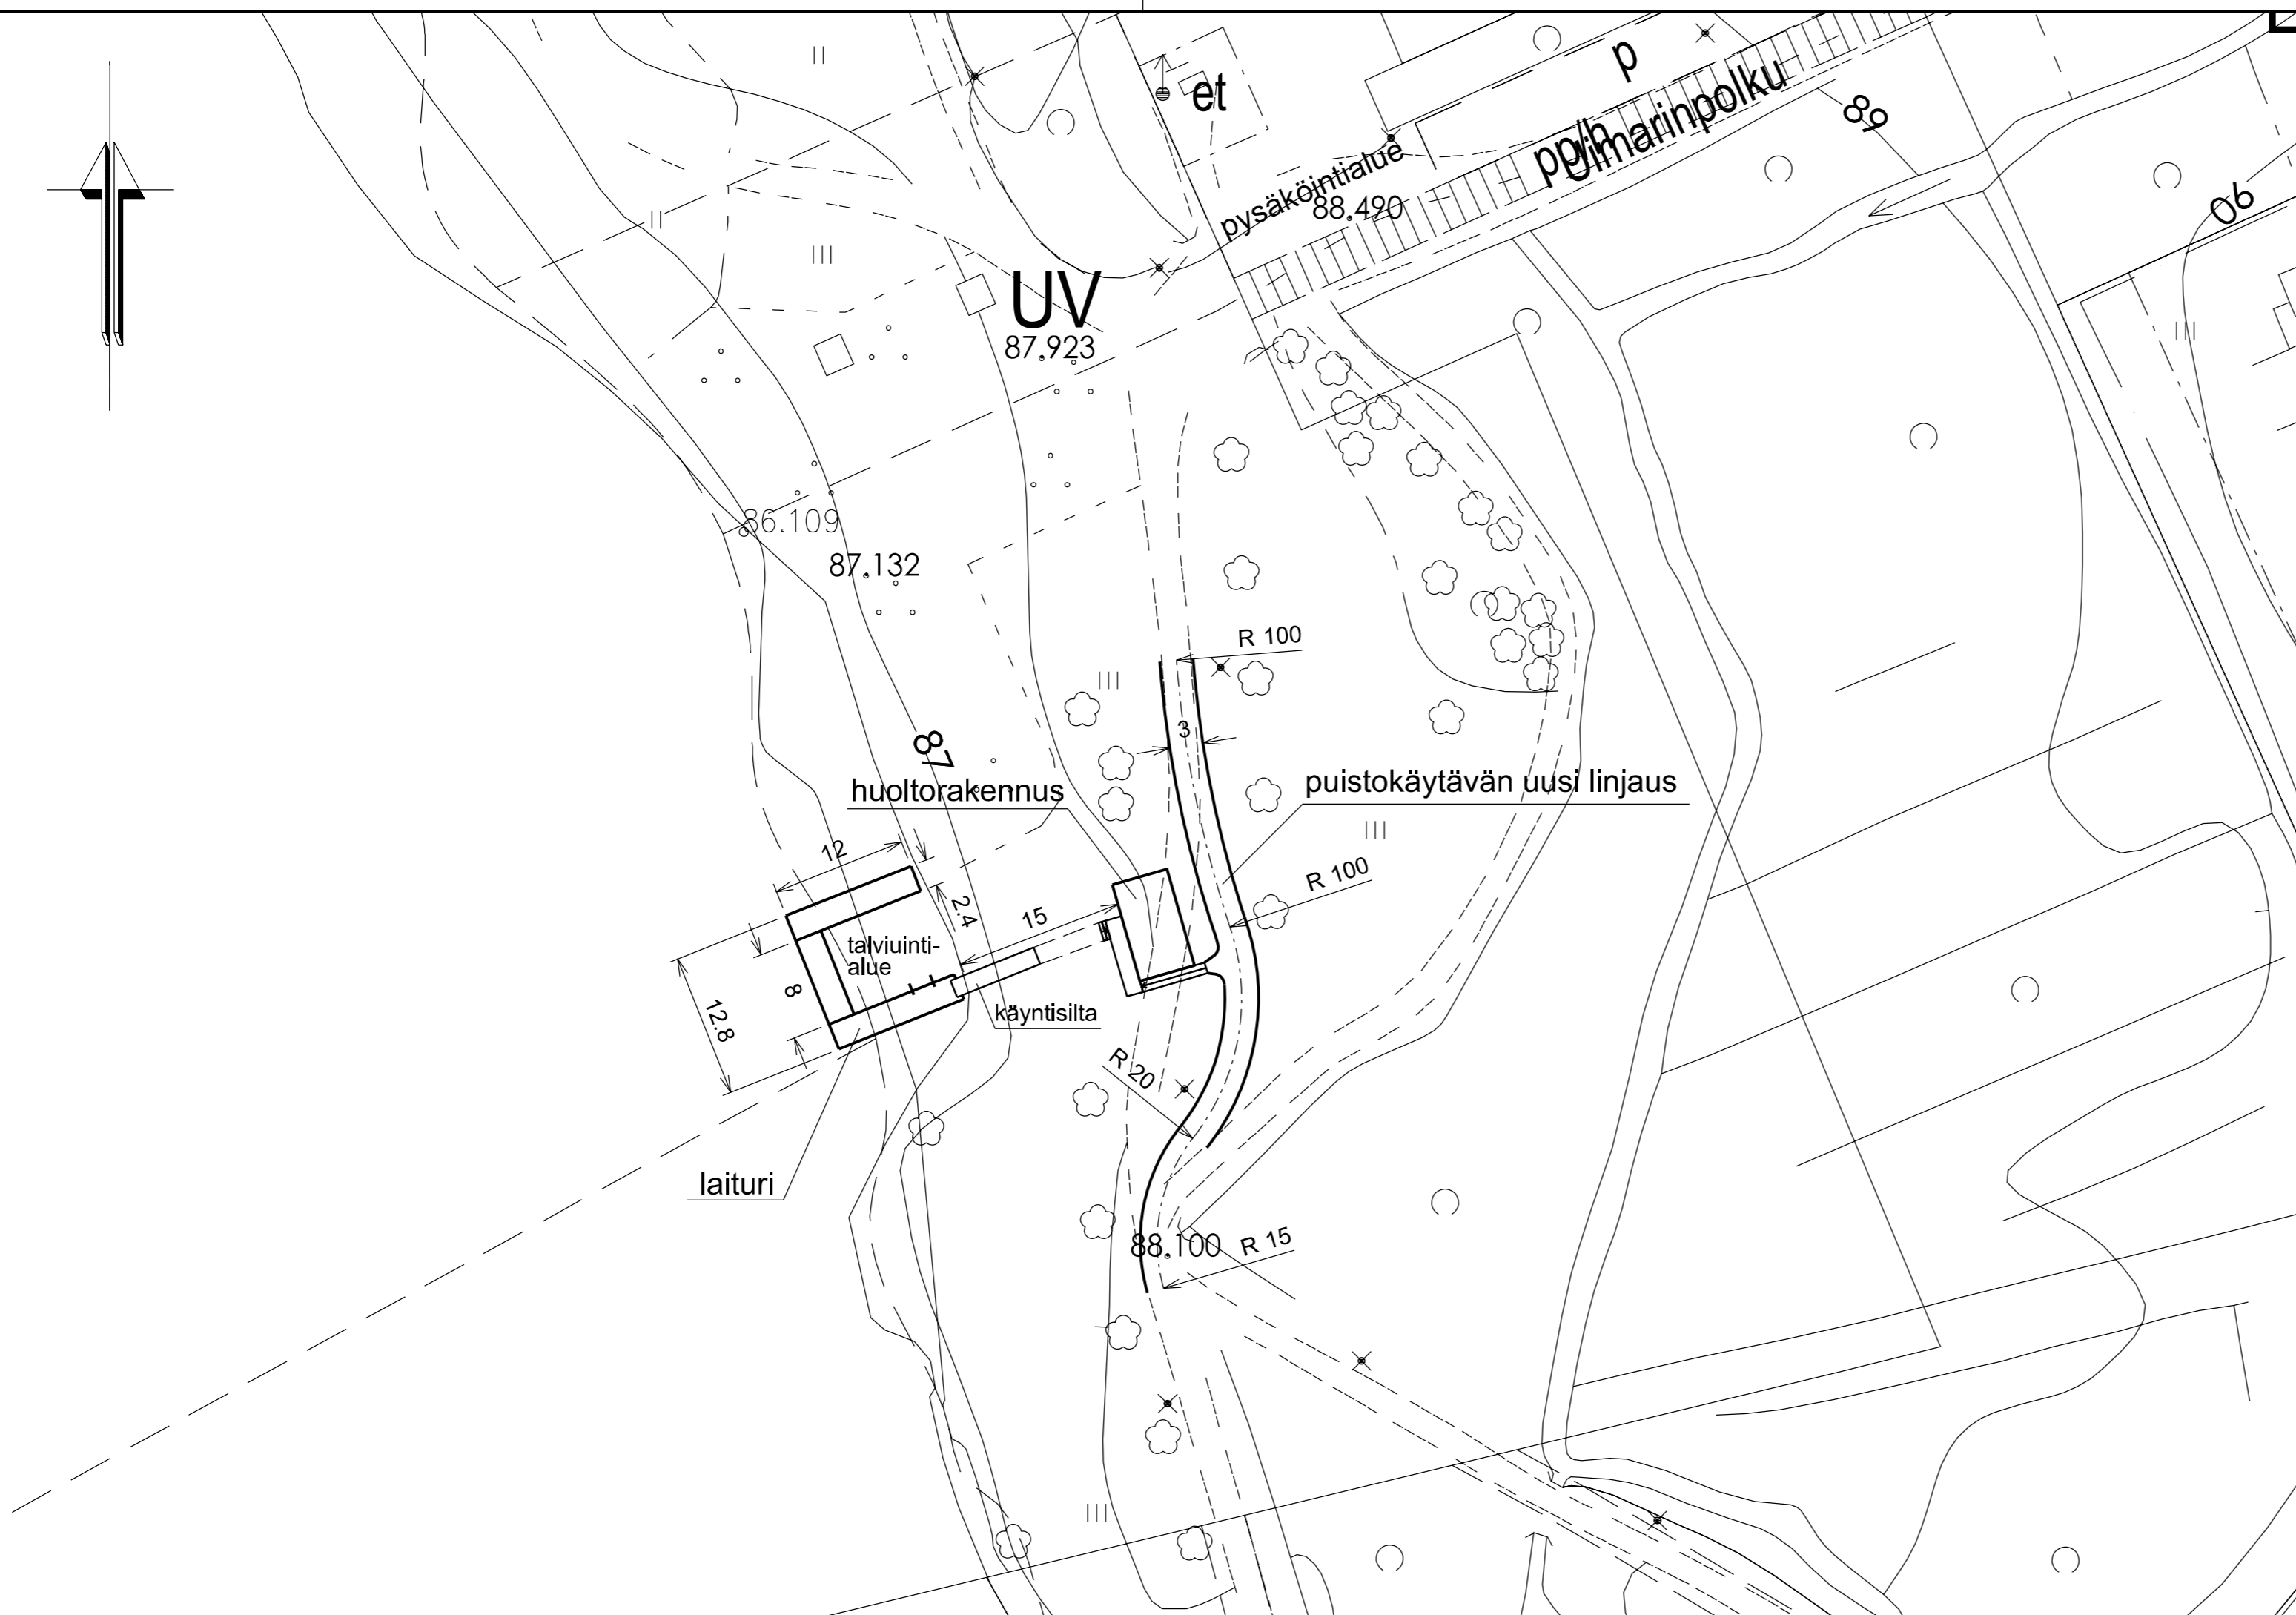 et
p
pp/h
Ilmarinpolku
89
90
pysäköintialue
88.490
UV
87.923
86.109
87.132
R 100
3
87
huoltorakennus
puistokäytävän uusi linjaus
12
2.4
15
R 100
talviuinti-
alue
8
12.8
käyntisilta
R 20
laituri
88.100
R 15